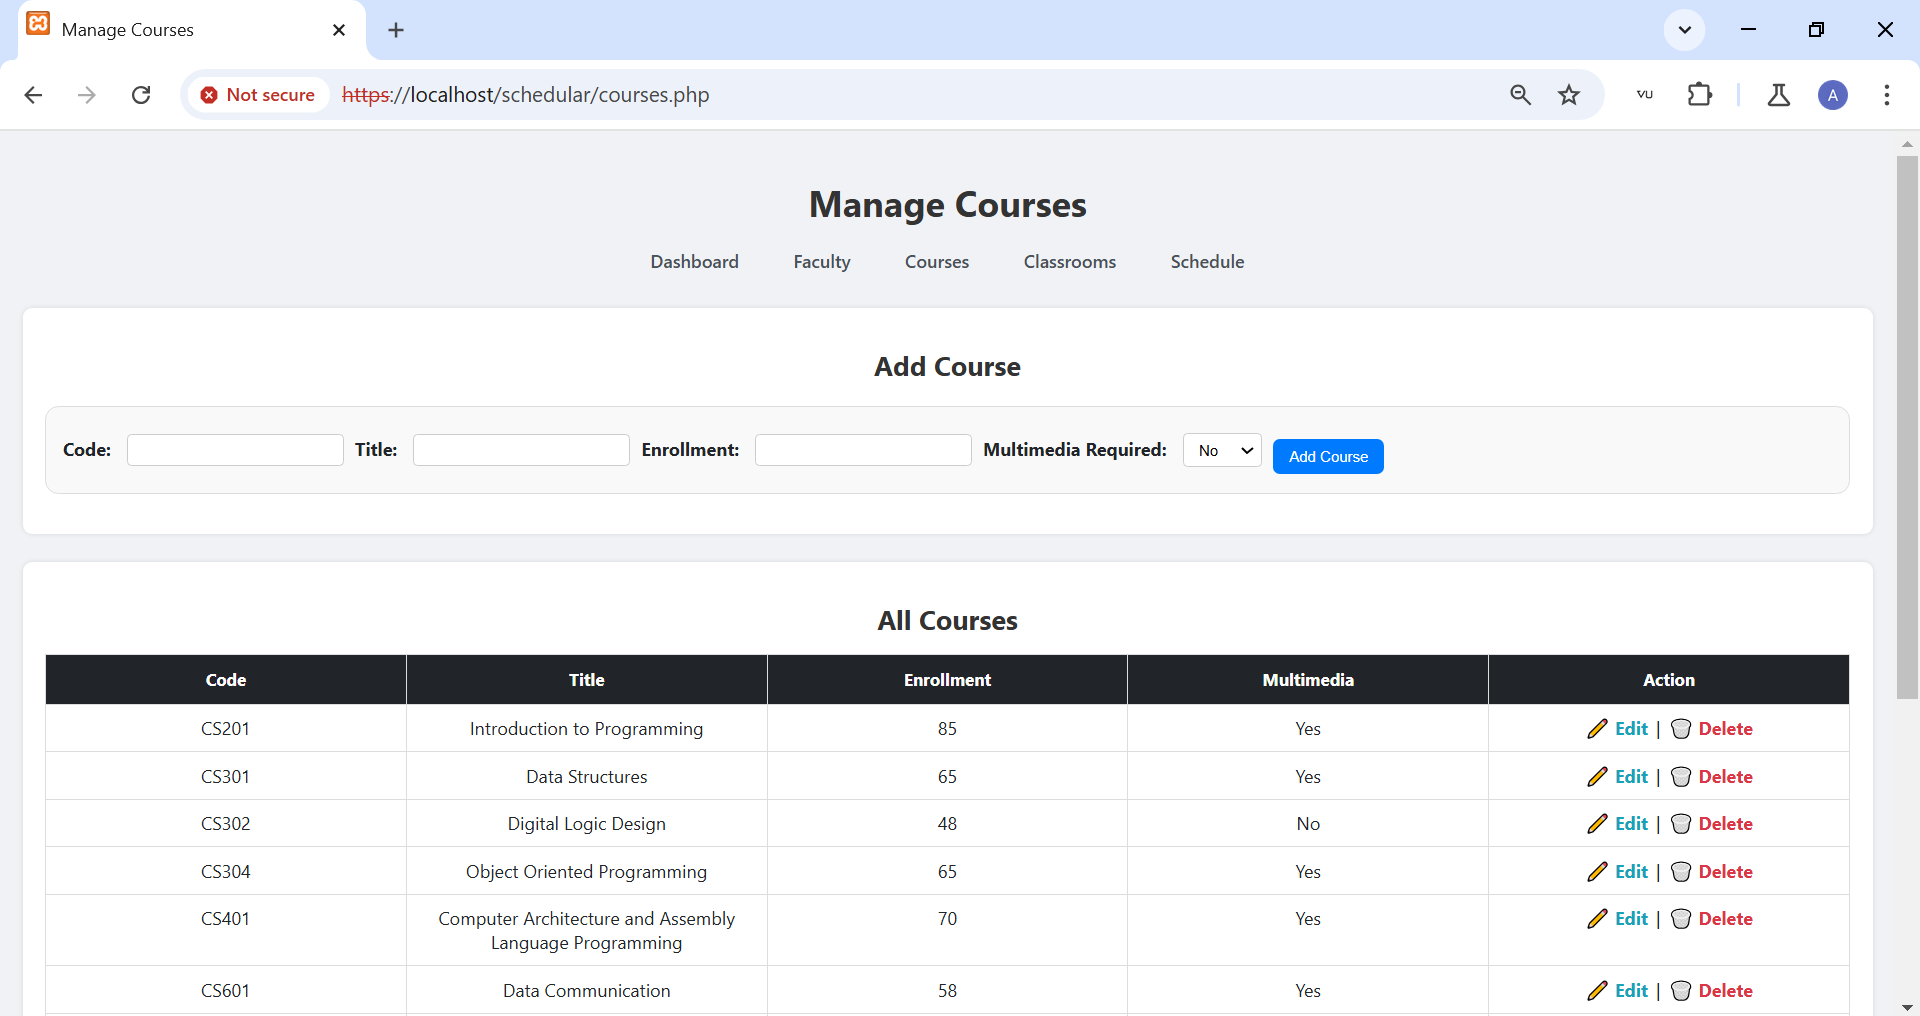 Manage Courses
Not secure https://localhost/schedular/courses.php VU A
Manage Courses
Dashboard Faculty Courses Classrooms Schedule
Add Course
Code: Title: Enrollment: Multimedia Required: No Add Course
All Courses
Code Title Enrollment Multimedia Action
CS201 Introduction to Programming 85 Yes Edit | Delete
CS301 Data Structures 65 Yes Edit | Delete
CS302 Digital Logic Design 48 No Edit | Delete
CS304 Object Oriented Programming 65 Yes Edit | Delete
CS401 Computer Architecture and Assembly 70 Yes Edit | Delete
Language Programming
CS601 Data Communication 58 Yes Edit | Delete